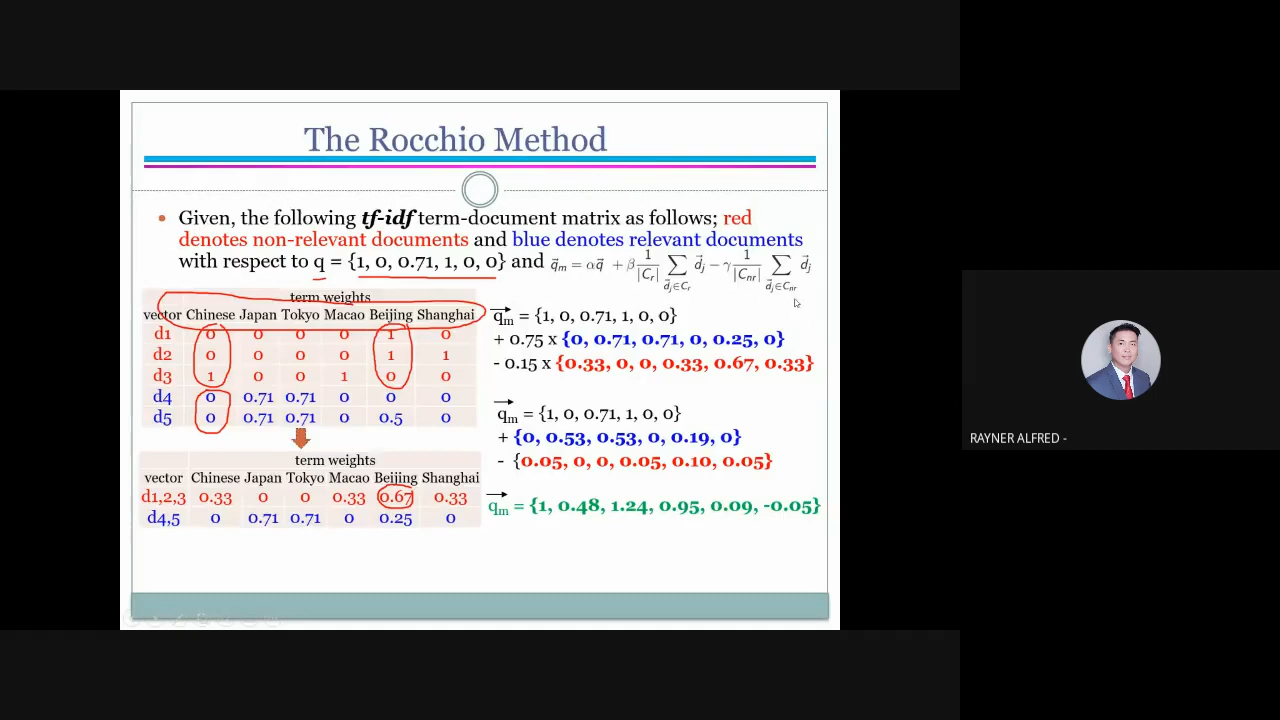 The Rocchio Method
• Given, the following tf-idf term-document matrix as follows; red
denotes non-relevant documents and blue denotes relevant documents
with respect to q = {1, 0, 0.71, 1, 0, 0} and q⃗m = αq⃗ + β 1/|Cr| ∑ d⃗j∈Cr d⃗j − γ 1/|Cnr| ∑ d⃗j∈Cnr d⃗j
term weights
vector Chinese Japan Tokyo Macao Beijing Shanghai
d1 0 0 0 0 1 0
d2 0 0 0 0 1 1
d3 1 0 0 1 0 0
d4 0 0.71 0.71 0 0 0
d5 0 0.71 0.71 0 0.5 0
term weights
vector Chinese Japan Tokyo Macao Beijing Shanghai
d1,2,3 0.33 0 0 0.33 0.67 0.33
d4,5 0 0.71 0.71 0 0.25 0
qm = {1, 0, 0.71, 1, 0, 0}
+ 0.75 x {0, 0.71, 0.71, 0, 0.25, 0}
- 0.15 x {0.33, 0, 0, 0.33, 0.67, 0.33}
qm = {1, 0, 0.71, 1, 0, 0}
+ {0, 0.53, 0.53, 0, 0.19, 0}
- {0.05, 0, 0, 0.05, 0.10, 0.05}
qm = {1, 0.48, 1.24, 0.95, 0.09, -0.05}
RAYNER ALFRED -